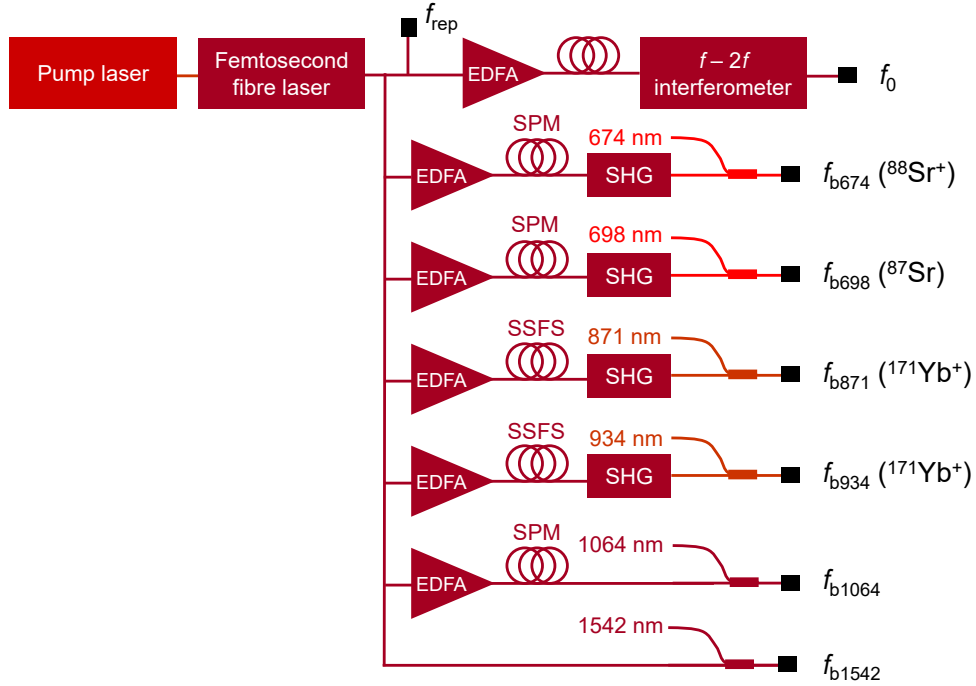 f_rep
Pump laser
Femtosecond
fibre laser
EDFA
f – 2f
interferometer
f_0
SPM
674 nm
EDFA
SHG
f_b674 (⁸⁸Sr⁺)
SPM
698 nm
EDFA
SHG
f_b698 (⁸⁷Sr)
SSFS
871 nm
EDFA
SHG
f_b871 (¹⁷¹Yb⁺)
SSFS
934 nm
EDFA
SHG
f_b934 (¹⁷¹Yb⁺)
SPM
1064 nm
EDFA
f_b1064
1542 nm
f_b1542